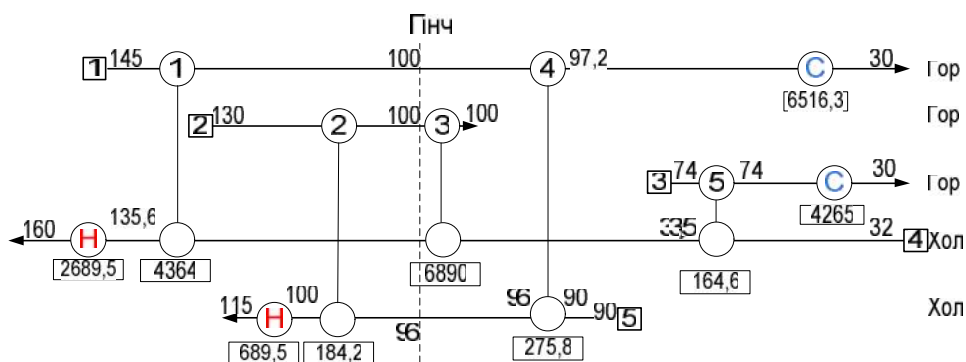 Пінч
1 145 1 100 4 97,2 C 30 Гор
[6516,3]
2 130 2 100 3 100 Гор
3 74 5 74 C 30 Гор
4265
160 H 135,6 33,5 32 4 Хол
2689,5 4364 6890 164,6
115 H 100 96 96 90 90 5 Хол
689,5 184,2 275,8